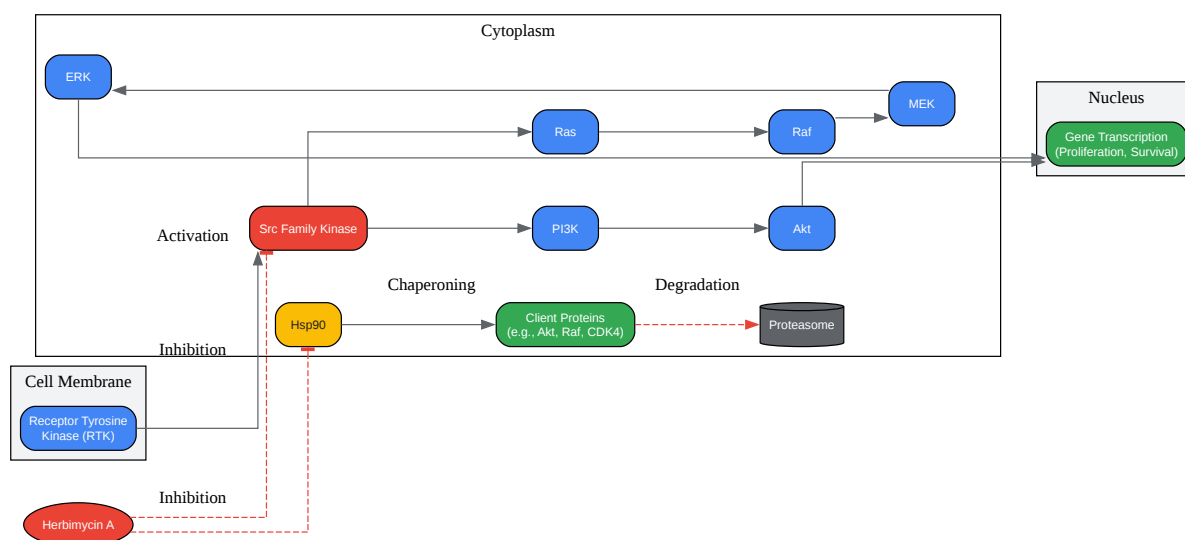 Cytoplasm
ERK
MEK
Nucleus
Gene Transcription
(Proliferation, Survival)
Ras
Raf
Activation
Src Family Kinase
PI3K
Akt
Chaperoning
Degradation
Hsp90
Client Proteins
(e.g., Akt, Raf, CDK4)
Proteasome
Inhibition
Cell Membrane
Receptor Tyrosine
Kinase (RTK)
Inhibition
Herbimycin A